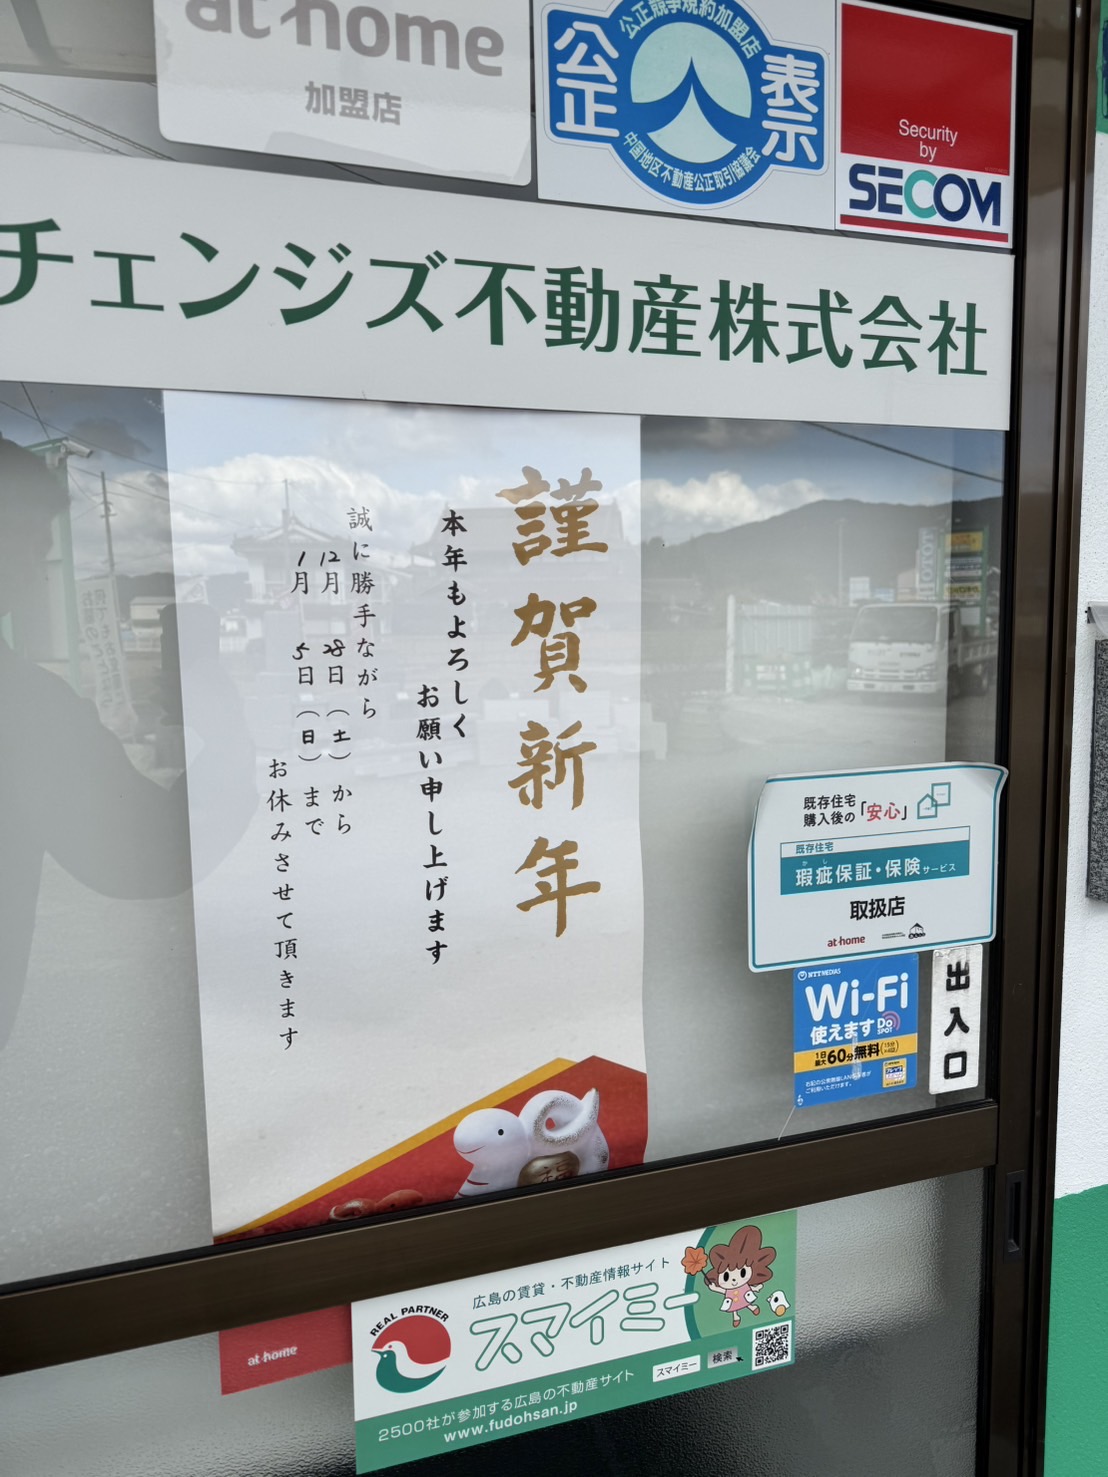 at home
加盟店
公正競争規約加盟店
公正
表示
中国地区不動産公正取引協議会
Security
by
SECOM
チェンジズ不動産株式会社
謹賀新年
本年もよろしく
お願い申し上げます
誠に勝手ながら
12月 28日(土)から
1月 5日(日)まで
お休みさせて頂きます
既存住宅
購入後の「安心」
既存住宅
かし
瑕疵保証・保険サービス
取扱店
at home
NTTMEDIAS
Wi-Fi
使えます
DoSPOT
1日最大60分無料
出入口
広島の賃貸・不動産情報サイト
スマイミー
REAL PARTNER
スマイミー 検索
2500社が参加する広島の不動産サイト
www.fudohsan.jp
at home
TOTO